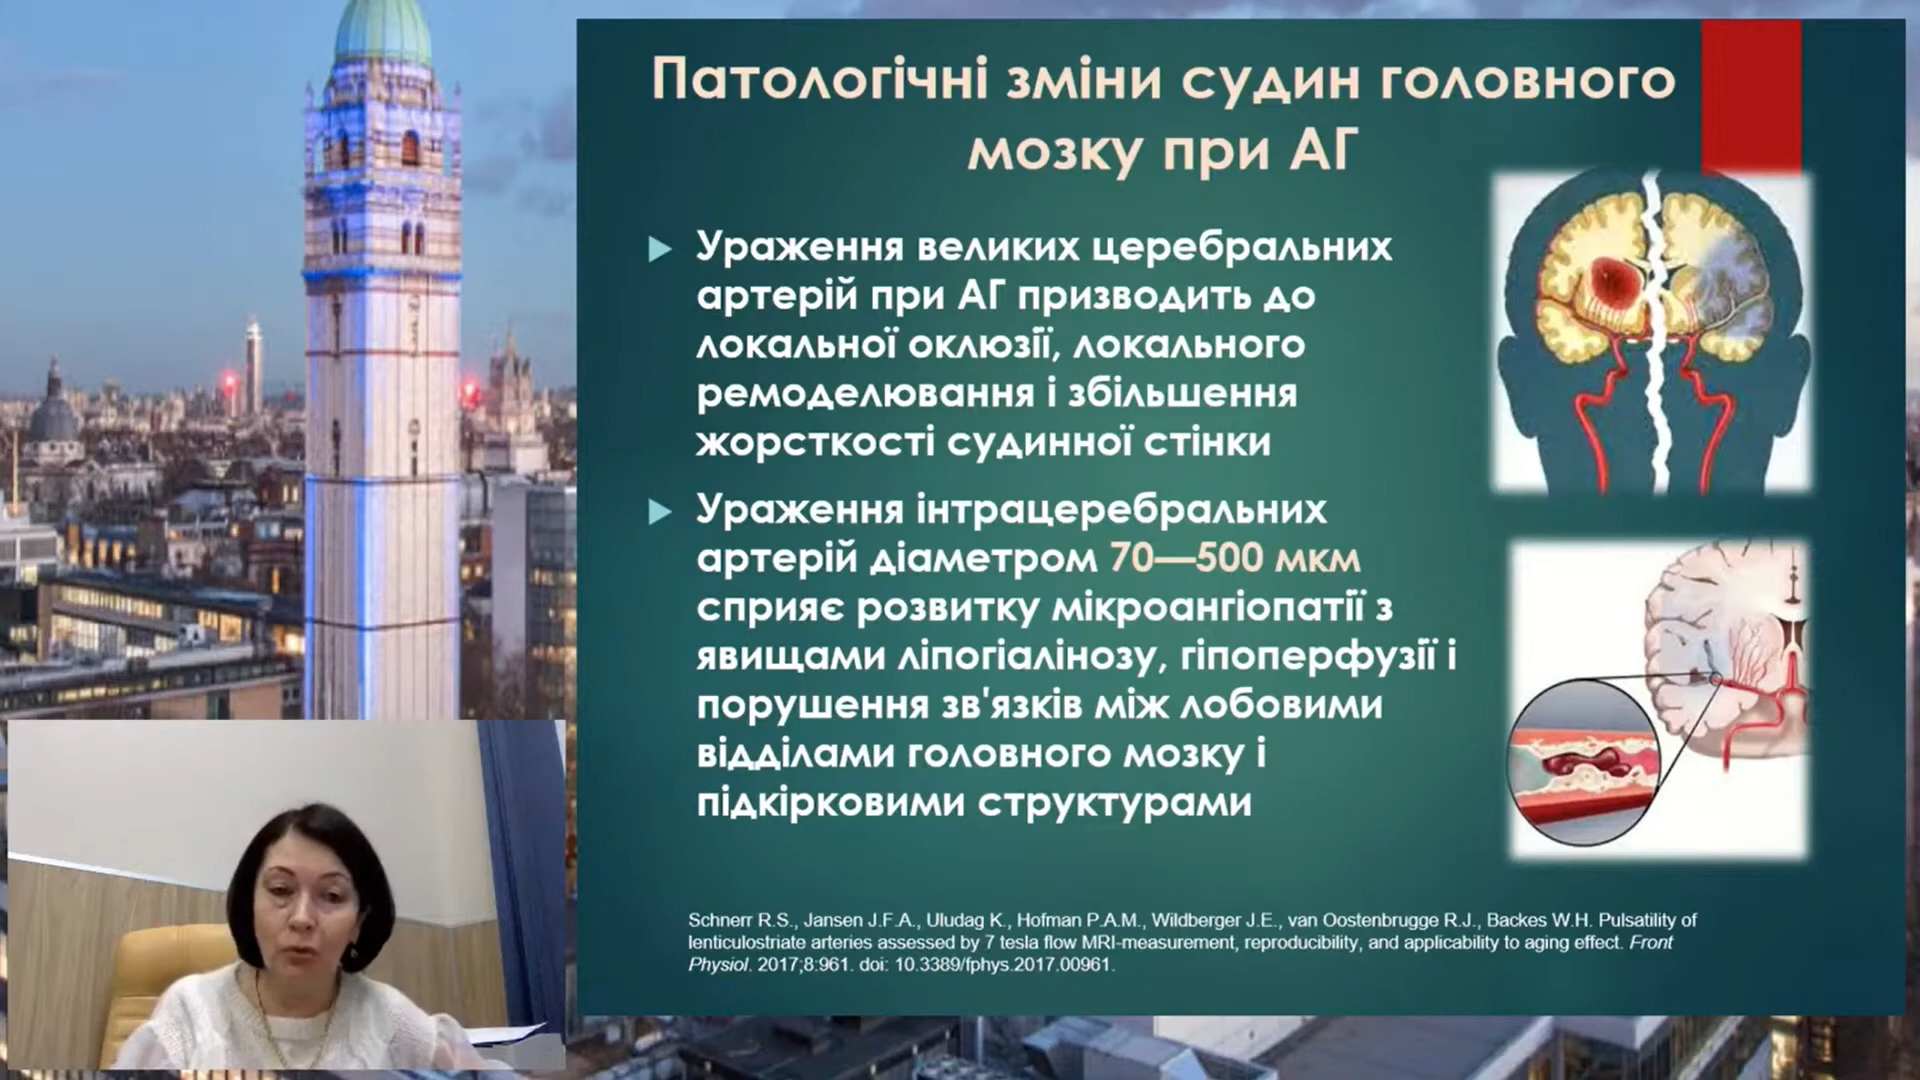 Патологічні зміни судин головного
мозку при АГ
Ураження великих церебральних
артерій при АГ призводить до
локальної оклюзії, локального
ремоделювання і збільшення
жорсткості судинної стінки
Ураження інтрацеребральних
артерій діаметром 70—500 мкм
сприяє розвитку мікроангіопатії з
явищами ліпогіалінозу, гіпоперфузії і
порушення зв'язків між лобовими
відділами головного мозку і
підкірковими структурами
Schnerr R.S., Jansen J.F.A., Uludag K., Hofman P.A.M., Wildberger J.E., van Oostenbrugge R.J., Backes W.H. Pulsatility of
lenticulostriate arteries assessed by 7 tesla flow MRI-measurement, reproducibility, and applicability to aging effect. Front
Physiol. 2017;8:961. doi: 10.3389/fphys.2017.00961.